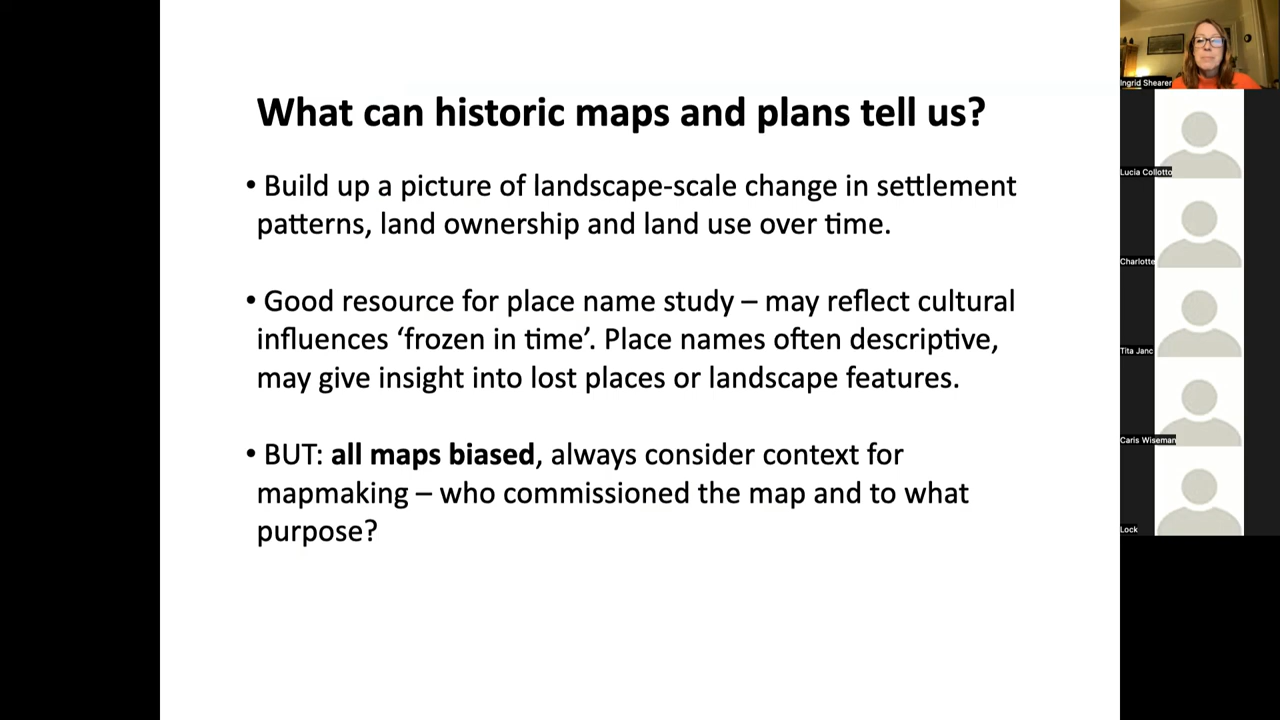 What can historic maps and plans tell us?
• Build up a picture of landscape-scale change in settlement
patterns, land ownership and land use over time.
• Good resource for place name study – may reflect cultural
influences ‘frozen in time’. Place names often descriptive,
may give insight into lost places or landscape features.
• BUT: all maps biased, always consider context for
mapmaking – who commissioned the map and to what
purpose?
Ingrid Shearer
Lucia Collotto
Charlotte
Tita Janc
Caris Wiseman
Lock